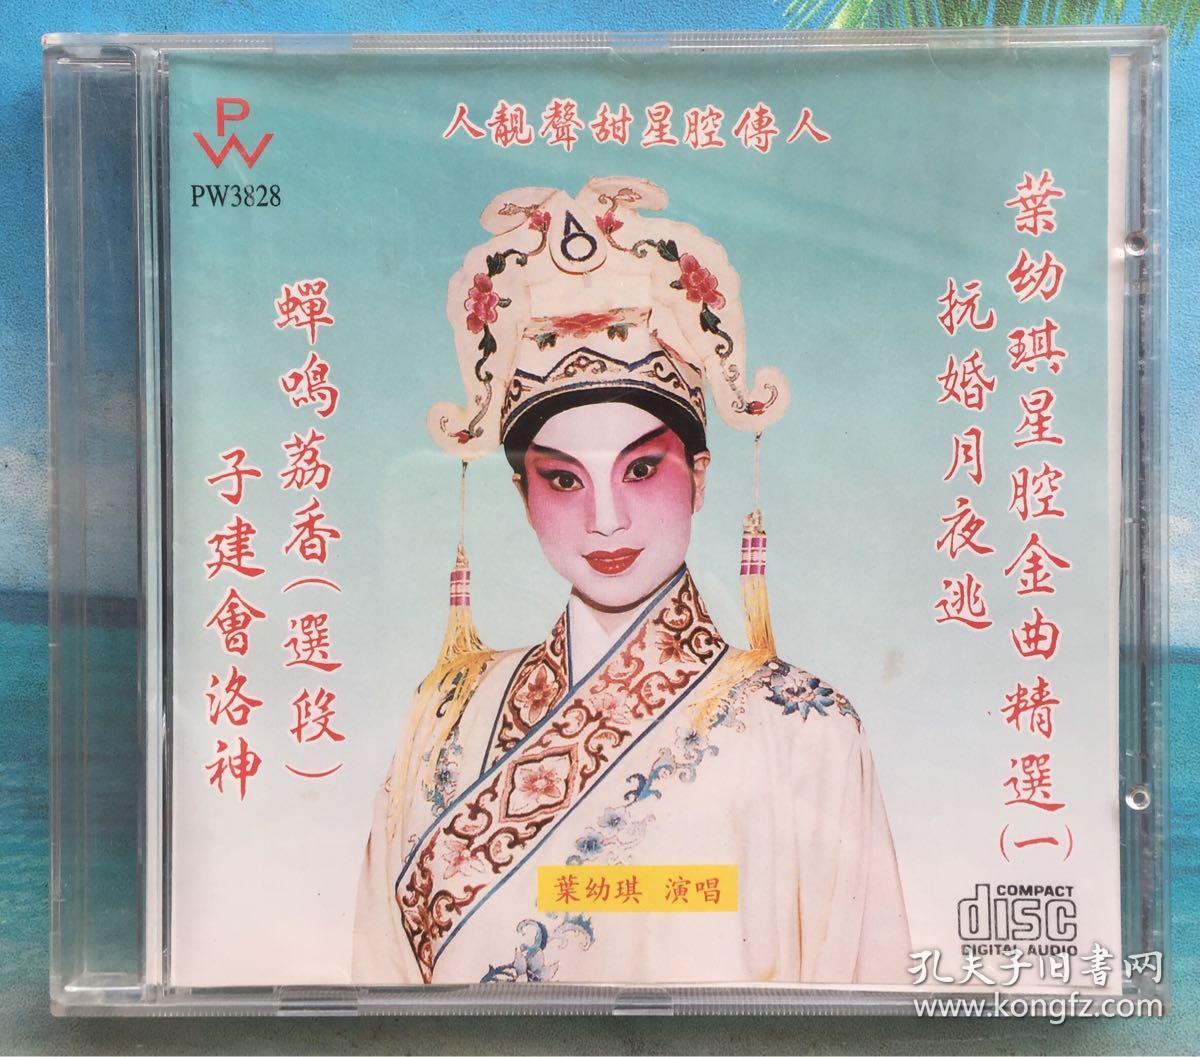 PW
PW3828
人靚聲甜星腔傳人
葉幼琪星腔金曲精選(一)
抗婚月夜逃
蟬鳴荔香(選段)
子建會洛神
葉幼琪 演唱
COMPACT
disc
DIGITAL AUDIO
孔夫子旧書网
www.kongfz.com